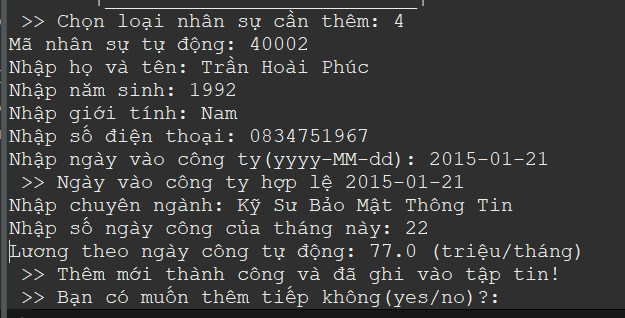 >> Chọn loại nhân sự cần thêm: 4
Mã nhân sự tự động: 40002
Nhập họ và tên: Trần Hoài Phúc
Nhập năm sinh: 1992
Nhập giới tính: Nam
Nhập số điện thoại: 0834751967
Nhập ngày vào công ty(yyyy-MM-dd): 2015-01-21
>> Ngày vào công ty hợp lệ 2015-01-21
Nhập chuyên ngành: Kỹ Sư Bảo Mật Thông Tin
Nhập số ngày công của tháng này: 22
Lương theo ngày công tự động: 77.0 (triệu/tháng)
>> Thêm mới thành công và đã ghi vào tập tin!
>> Bạn có muốn thêm tiếp không(yes/no)?: